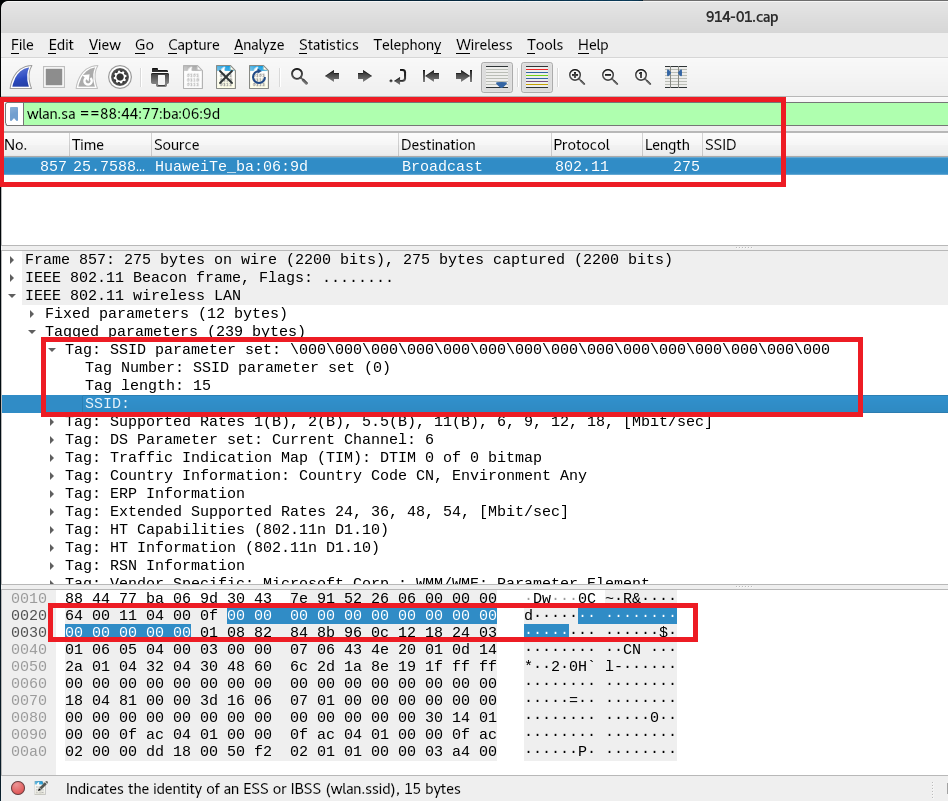 914-01.cap
File Edit View Go Capture Analyze Statistics Telephony Wireless Tools Help
wlan.sa ==88:44:77:ba:06:9d
No. Time Source Destination Protocol Length SSID
857 25.7588… HuaweiTe_ba:06:9d Broadcast 802.11 275
Frame 857: 275 bytes on wire (2200 bits), 275 bytes captured (2200 bits)
IEEE 802.11 Beacon frame, Flags: ........
IEEE 802.11 wireless LAN
Fixed parameters (12 bytes)
Tagged parameters (239 bytes)
Tag: SSID parameter set: \000\000\000\000\000\000\000\000\000\000\000\000\000\000\000
Tag Number: SSID parameter set (0)
Tag length: 15
SSID:
Tag: Supported Rates 1(B), 2(B), 5.5(B), 11(B), 6, 9, 12, 18, [Mbit/sec]
Tag: DS Parameter set: Current Channel: 6
Tag: Traffic Indication Map (TIM): DTIM 0 of 0 bitmap
Tag: Country Information: Country Code CN, Environment Any
Tag: ERP Information
Tag: Extended Supported Rates 24, 36, 48, 54, [Mbit/sec]
Tag: HT Capabilities (802.11n D1.10)
Tag: HT Information (802.11n D1.10)
Tag: RSN Information
Tag: Vendor Specific: Microsoft Corp.: WMM/WME: Parameter Element
0010 88 44 77 ba 06 9d 30 43 7e 91 52 26 06 00 00 00 ·Dw···0C ~·R&····
0020 64 00 11 04 00 0f 00 00 00 00 00 00 00 00 00 00 d······· ········
0030 00 00 00 00 00 01 08 82 84 8b 96 0c 12 18 24 03 ········ ······$·
0040 01 06 05 04 00 03 00 00 07 06 43 4e 20 01 0d 14 ········ ··CN ···
0050 2a 01 04 32 04 30 48 60 6c 2d 1a 8e 19 1f ff ff *··2·0H` l-······
0060 00 00 00 00 00 00 00 00 00 00 00 00 00 00 00 00 ········ ········
0070 18 04 81 00 00 3d 16 06 07 01 00 00 00 00 00 00 ·····=·· ········
0080 00 00 00 00 00 00 00 00 00 00 00 00 00 30 14 01 ········ ·····0··
0090 00 00 0f ac 04 01 00 00 0f ac 04 01 00 00 0f ac ········ ········
00a0 02 00 00 dd 18 00 50 f2 02 01 01 00 00 03 a4 00 ······P· ········
Indicates the identity of an ESS or IBSS (wlan.ssid), 15 bytes